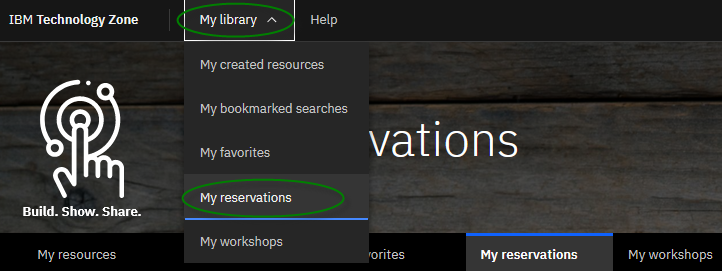 IBM Technology Zone
My library
Help
My created resources
My bookmarked searches
My favorites
My reservations
My workshops
vations
Build. Show. Share.
My resources
vorites
My reservations
My workshops